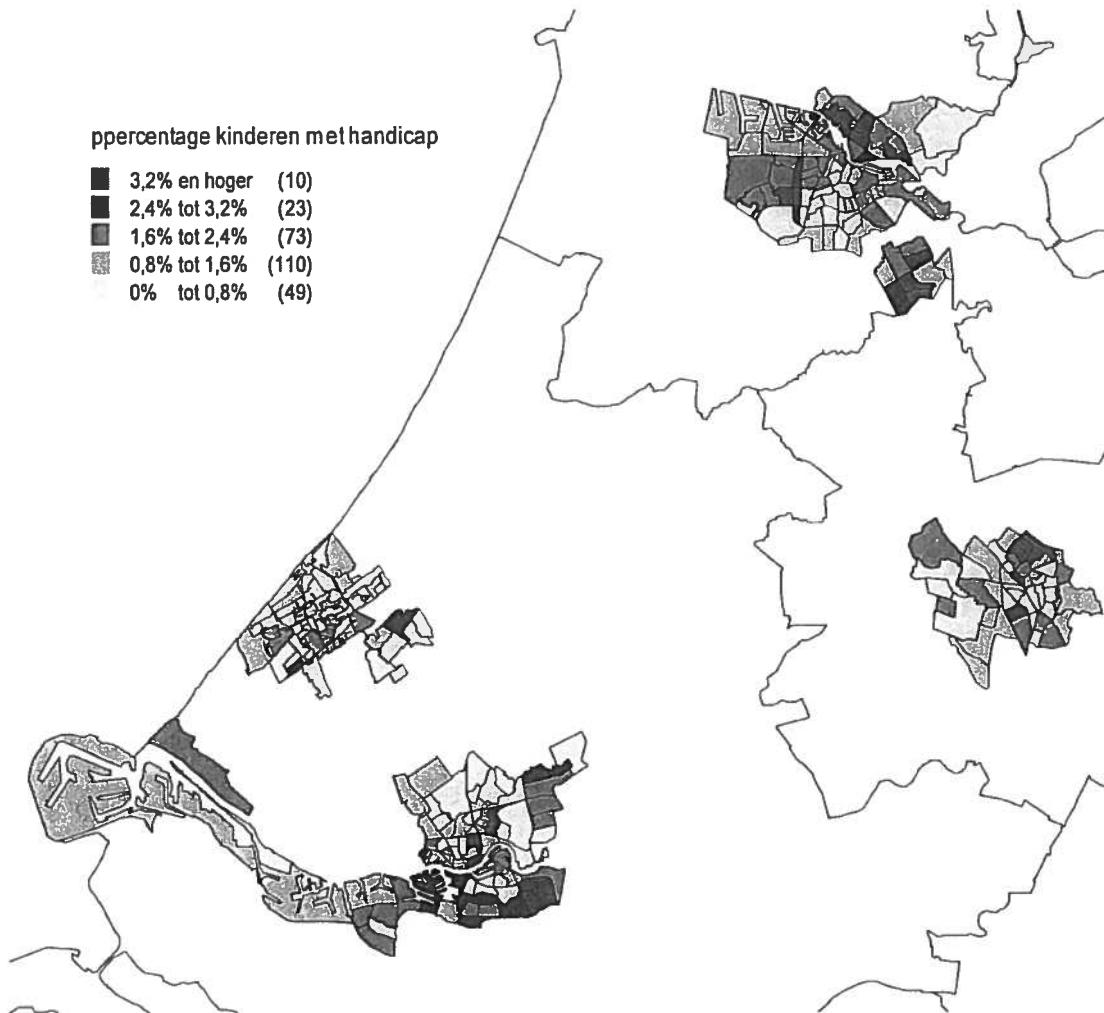 ppercentage kinderen met handicap
3,2% en hoger (10)
2,4% tot 3,2% (23)
1,6% tot 2,4% (73)
0,8% tot 1,6% (110)
0% tot 0,8% (49)